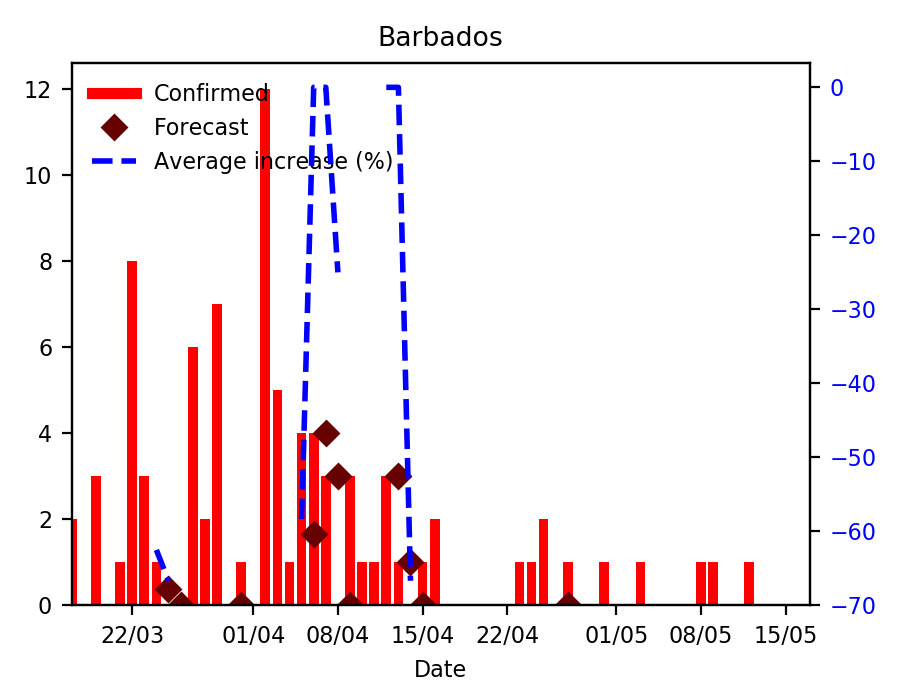 Barbados
Confirmed
Forecast
Average increase (%)
12
10
8
6
4
2
0
0
−10
−20
−30
−40
−50
−60
−70
22/03 01/04 08/04 15/04 22/04 01/05 08/05 15/05
Date